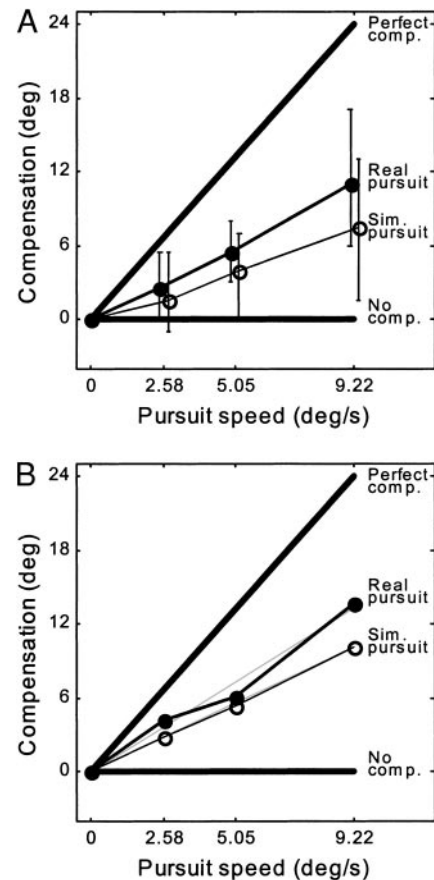 A
24
18
12
6
0
Compensation (deg)
Perfect
comp.
Real
pursuit
Sim.
pursuit
No
comp.
0 2.58 5.05 9.22
Pursuit speed (deg/s)
B
24
18
12
6
0
Compensation (deg)
Perfect
comp.
Real
pursuit
Sim.
pursuit
No
comp.
0 2.58 5.05 9.22
Pursuit speed (deg/s)